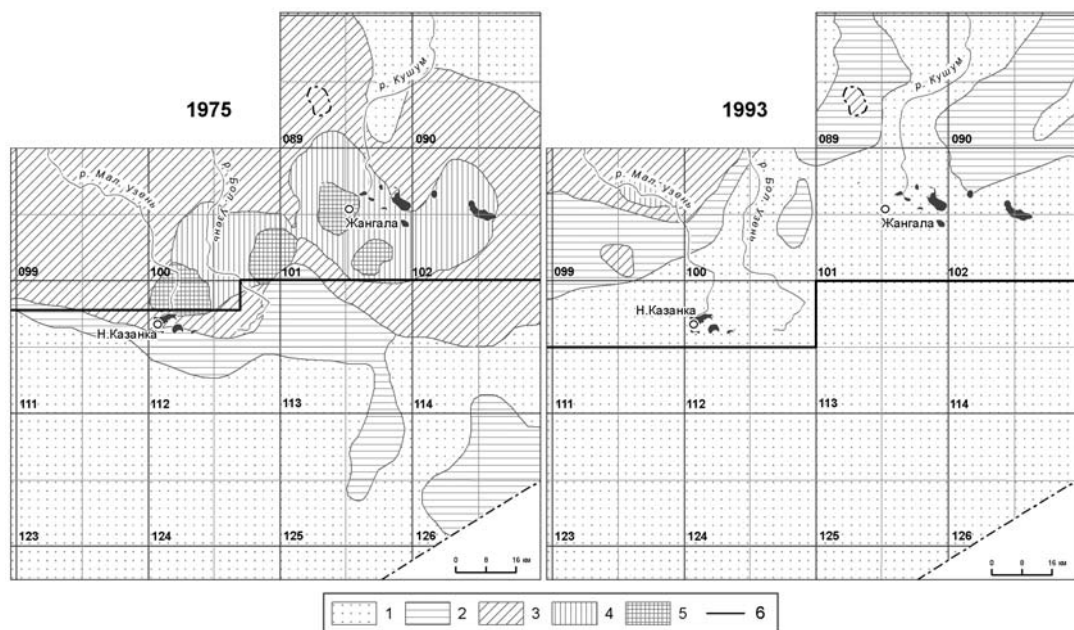 1975
р. Кушум
089
090
р. Мал. Узень
р. Бол. Узень
Жангала
099
100
101
102
Н.Казанка
111
112
113
114
123
124
125
126
0 8 16 км
1993
р. Кушум
089
090
р. Мал. Узень
р. Бол. Узень
Жангала
099
100
101
102
Н.Казанка
111
112
113
114
123
124
125
126
0 8 16 км
1 2 3 4 5 6